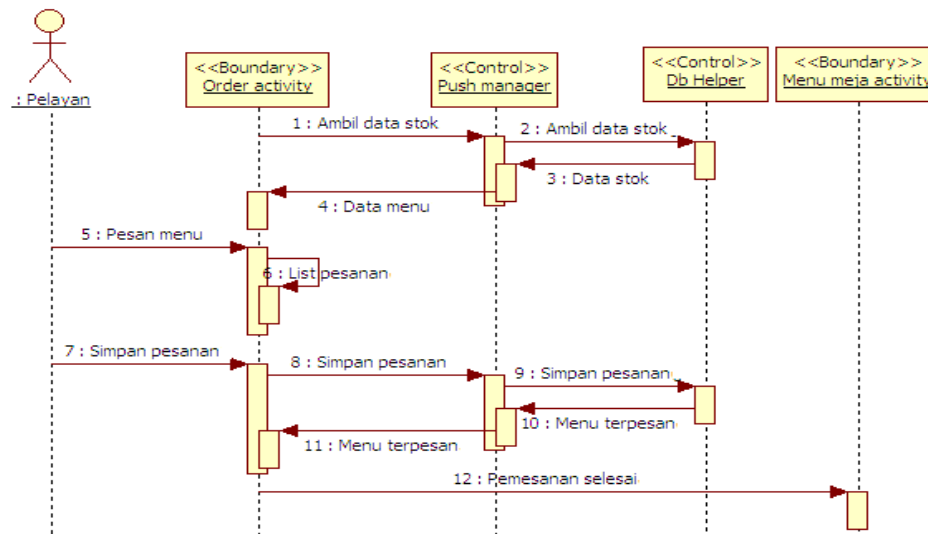 : Pelayan
<<Boundary>>
Order activity
<<Control>>
Push manager
<<Control>>
Db Helper
<<Boundary>>
Menu meja activity
1 : Ambil data stok
2 : Ambil data stok
3 : Data stok
4 : Data menu
5 : Pesan menu
6 : List pesanan
7 : Simpan pesanan
8 : Simpan pesanan
9 : Simpan pesanan
10 : Menu terpesan
11 : Menu terpesan
12 : Pemesanan selesai